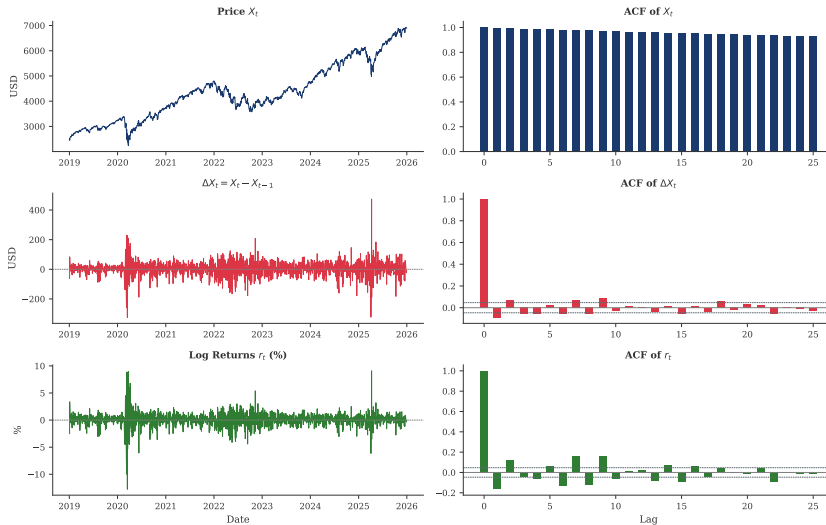 Price X_t
USD
7000
6000
5000
4000
3000
2019 2020 2021 2022 2023 2024 2025 2026
ACF of X_t
1.0
0.8
0.6
0.4
0.2
0.0
0 5 10 15 20 25
ΔX_t = X_t − X_{t−1}
USD
400
200
0
−200
2019 2020 2021 2022 2023 2024 2025 2026
ACF of ΔX_t
1.0
0.8
0.6
0.4
0.2
0.0
0 5 10 15 20 25
Log Returns r_t (%)
%
10
5
0
−5
−10
2019 2020 2021 2022 2023 2024 2025 2026
Date
ACF of r_t
1.0
0.8
0.6
0.4
0.2
0.0
−0.2
0 5 10 15 20 25
Lag